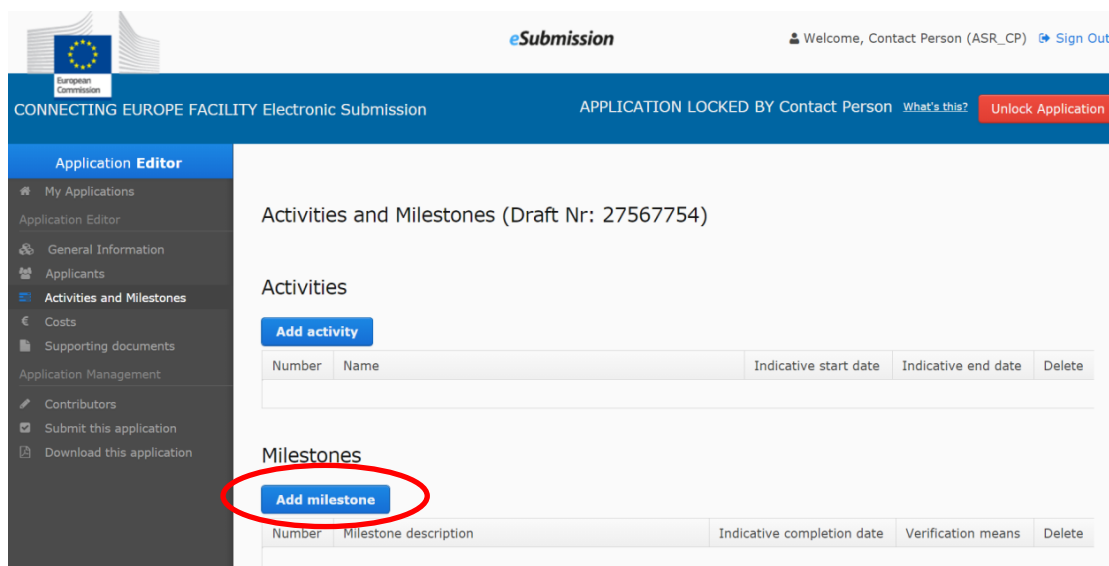 eSubmission
Welcome, Contact Person (ASR_CP) Sign Out
European
Commission
CONNECTING EUROPE FACILITY Electronic Submission
APPLICATION LOCKED BY Contact Person What's this? Unlock Application
Application Editor
My Applications
Application Editor
General Information
Applicants
Activities and Milestones
€ Costs
Supporting documents
Application Management
Contributors
Submit this application
Download this application
Activities and Milestones (Draft Nr: 27567754)
Activities
Add activity
Number Name Indicative start date Indicative end date Delete
Milestones
Add milestone
Number Milestone description Indicative completion date Verification means Delete